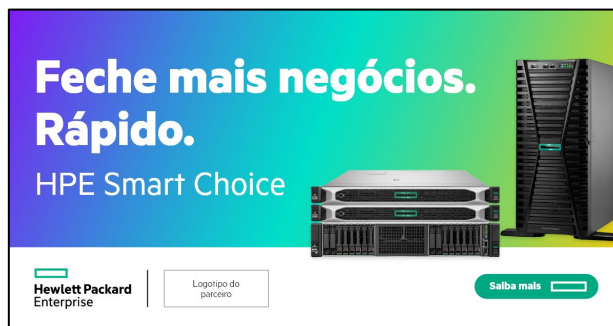 Feche mais negócios.
Rápido.
HPE Smart Choice
Hewlett Packard
Enterprise
Logotipo do
parceiro
Saiba mais